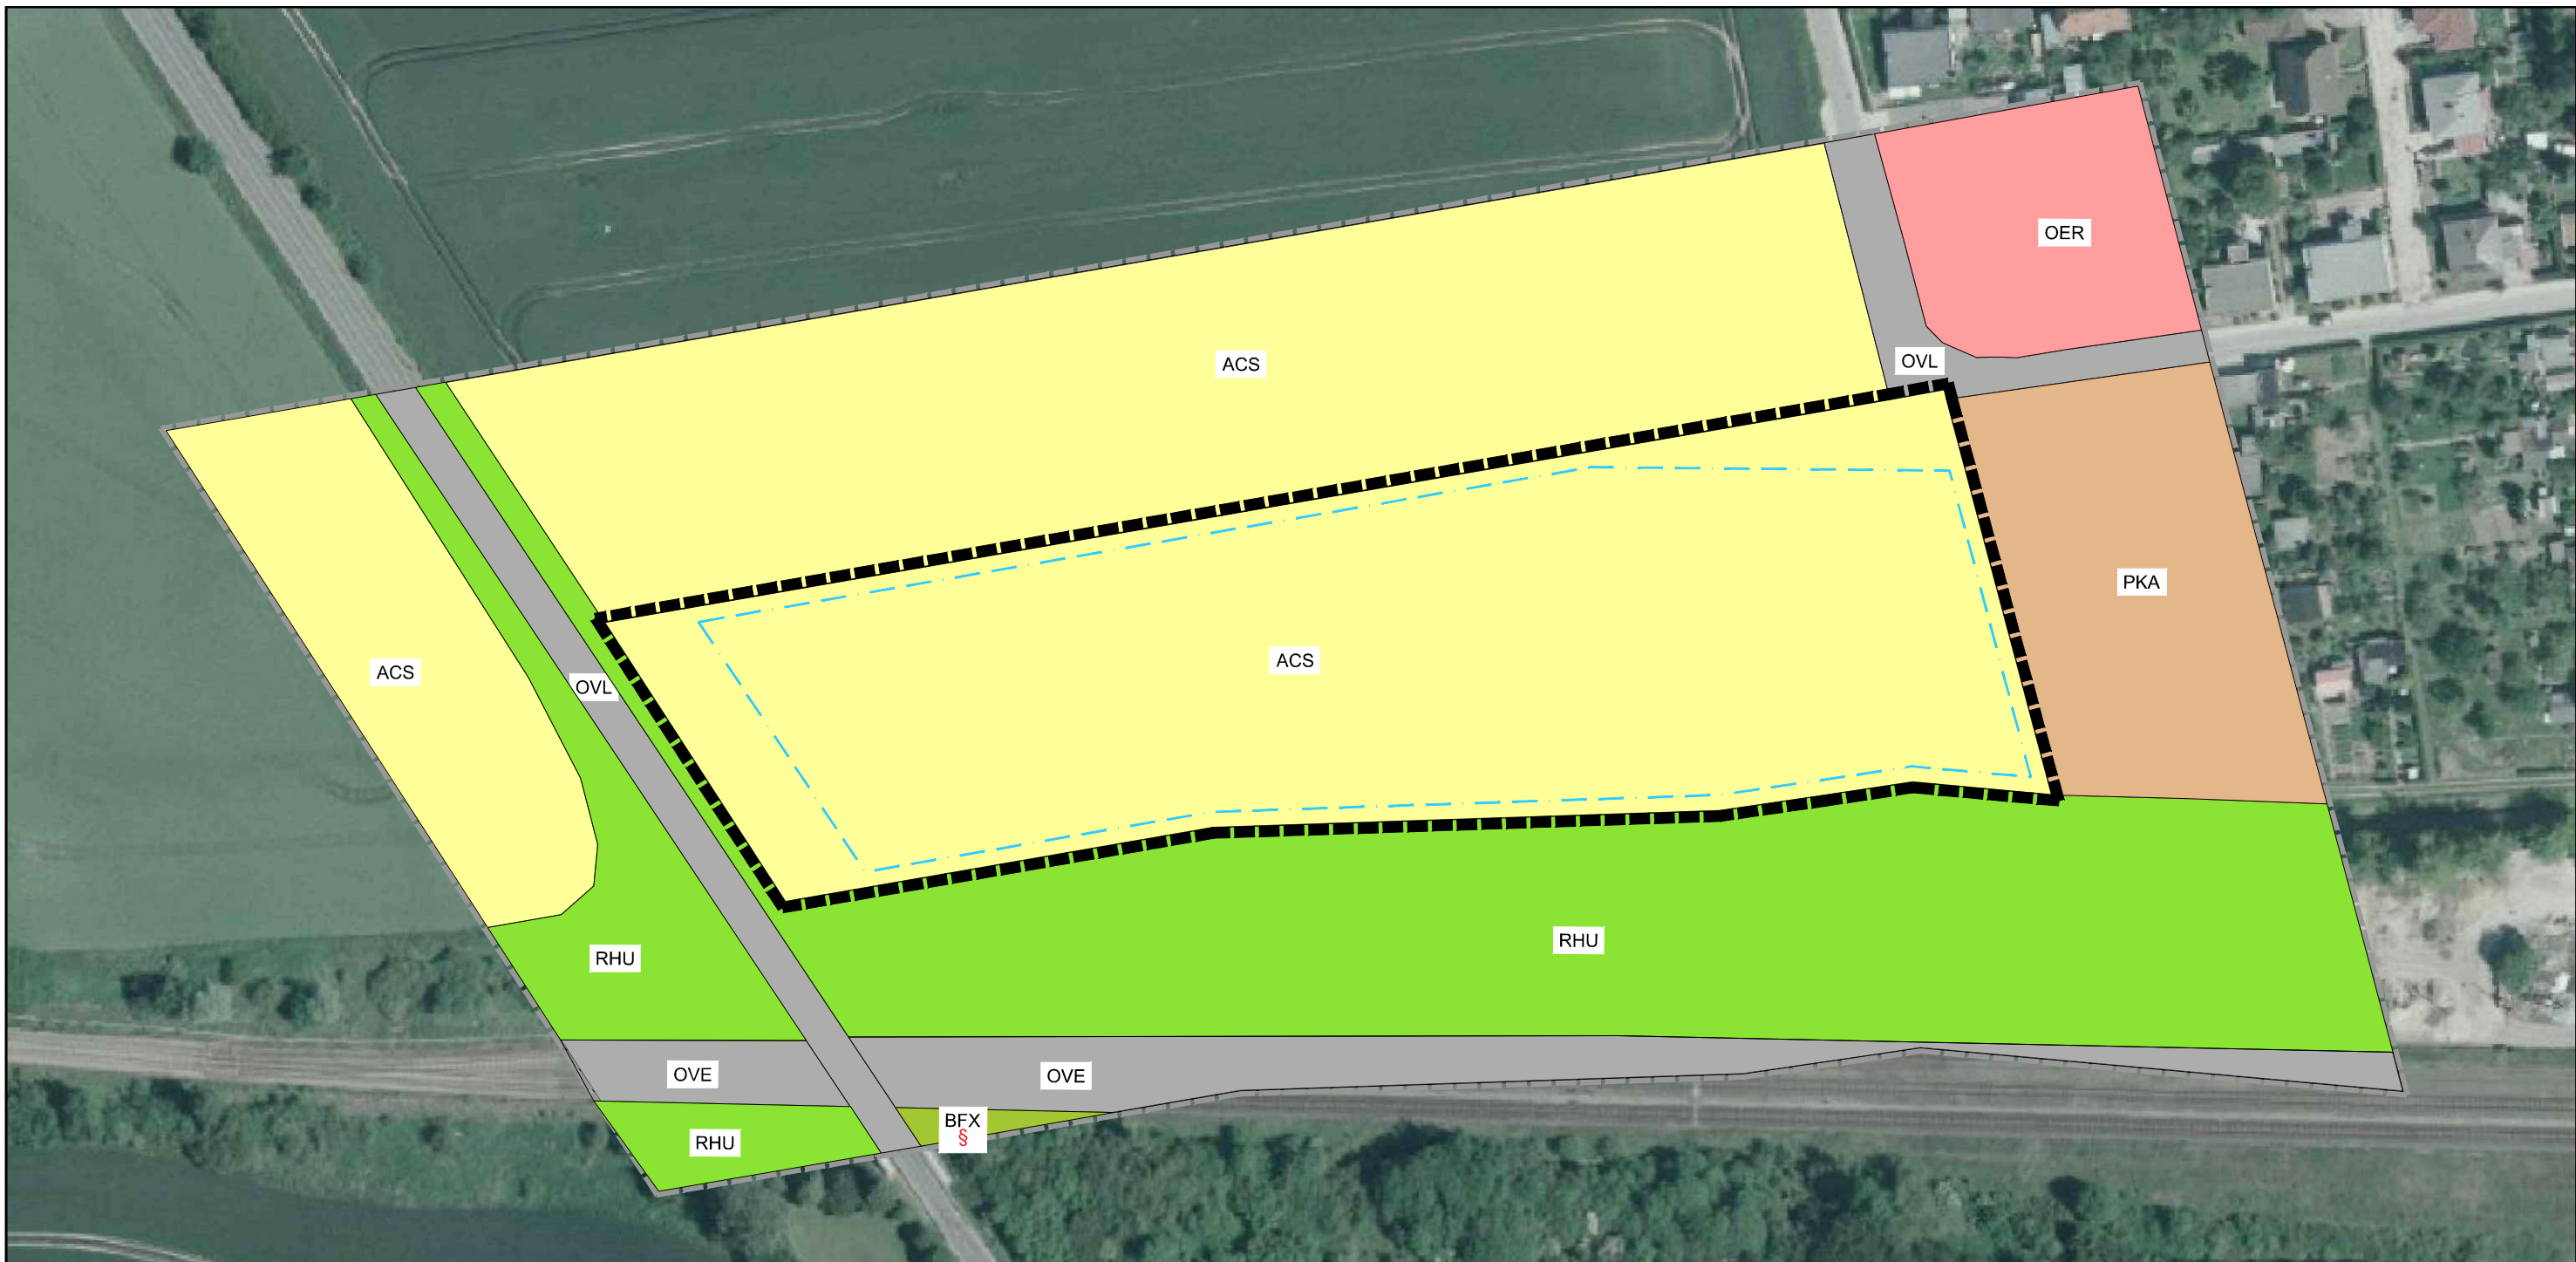 OER
OVL
ACS
PKA
ACS
ACS
OVL
RHU
RHU
OVE
OVE
BFX
§
RHU